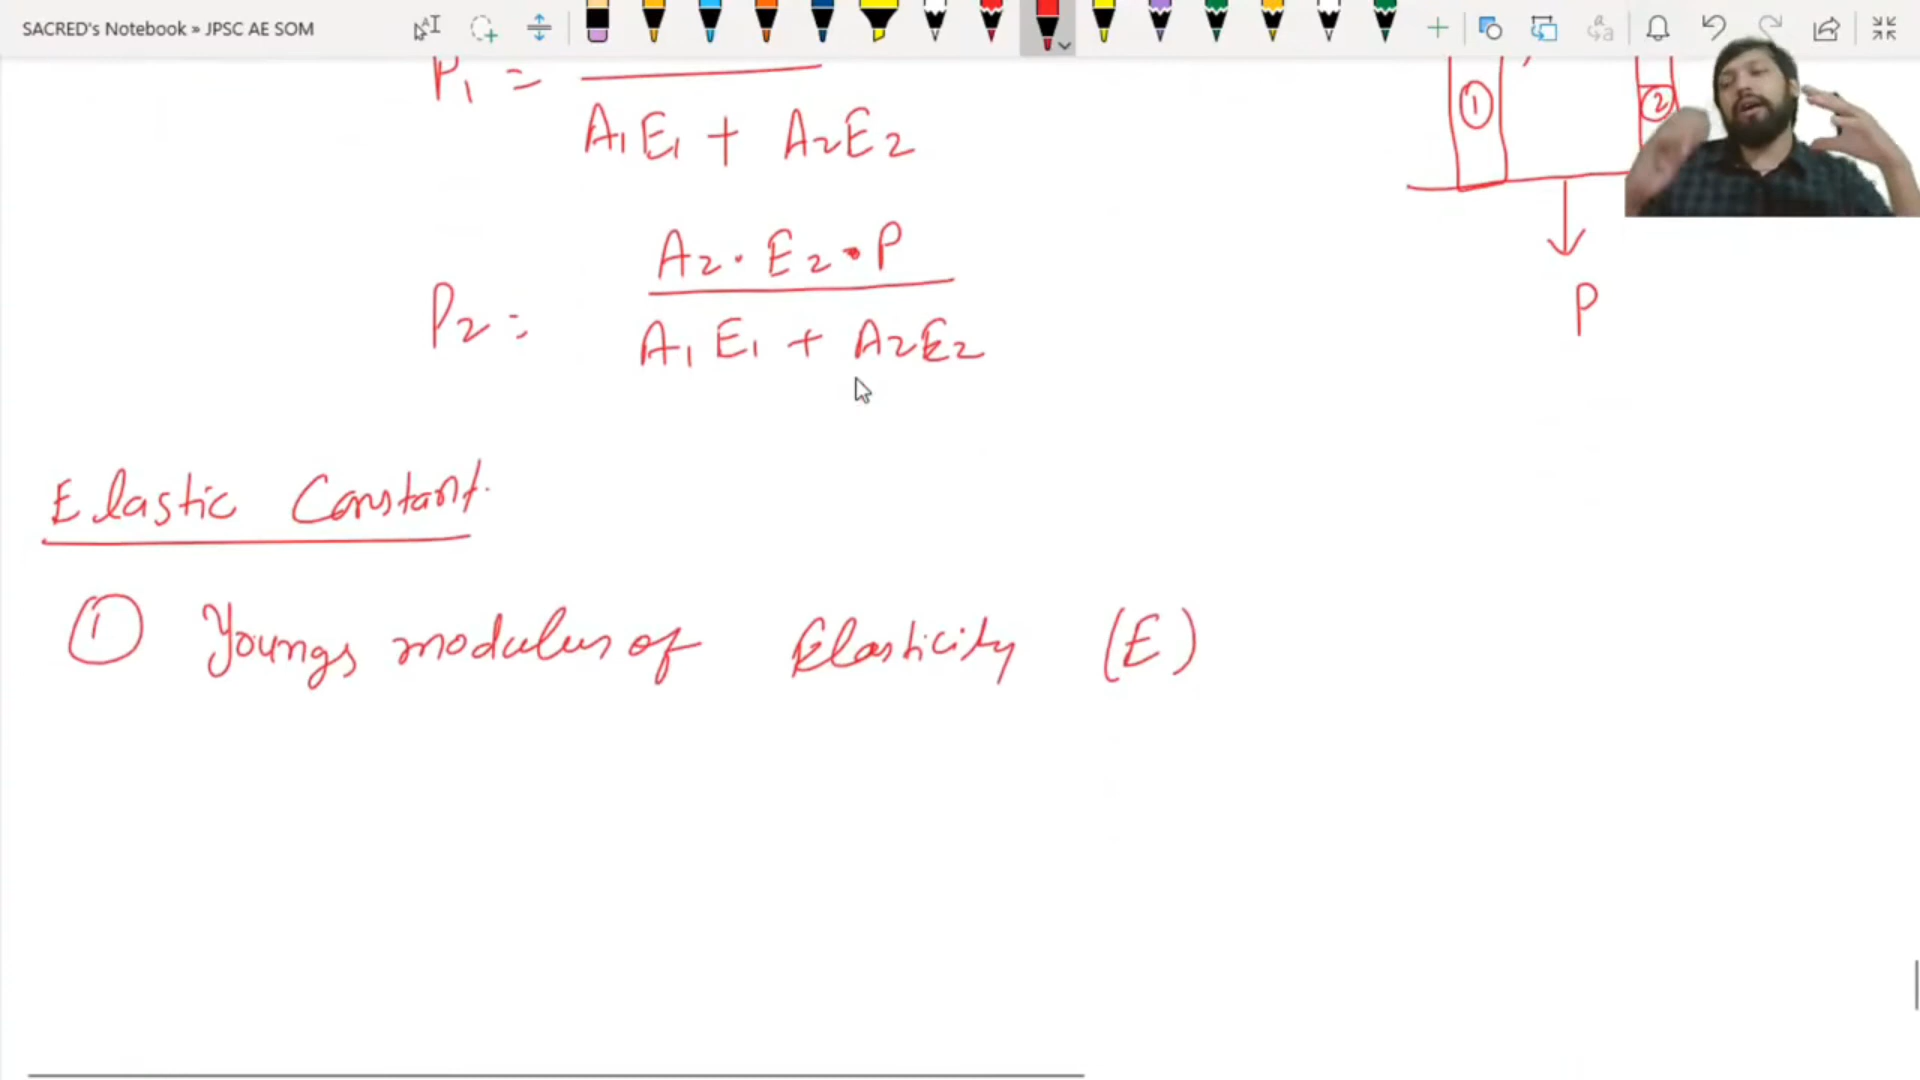 SACRED's Notebook » JPSC AE SOM
P1 =
A1E1 + A2E2
① ②
A2 . E2 . P
P2 =
A1 E1 + A2E2
P
Elastic Constant.
① Youngs modulus of Elasticity (E)